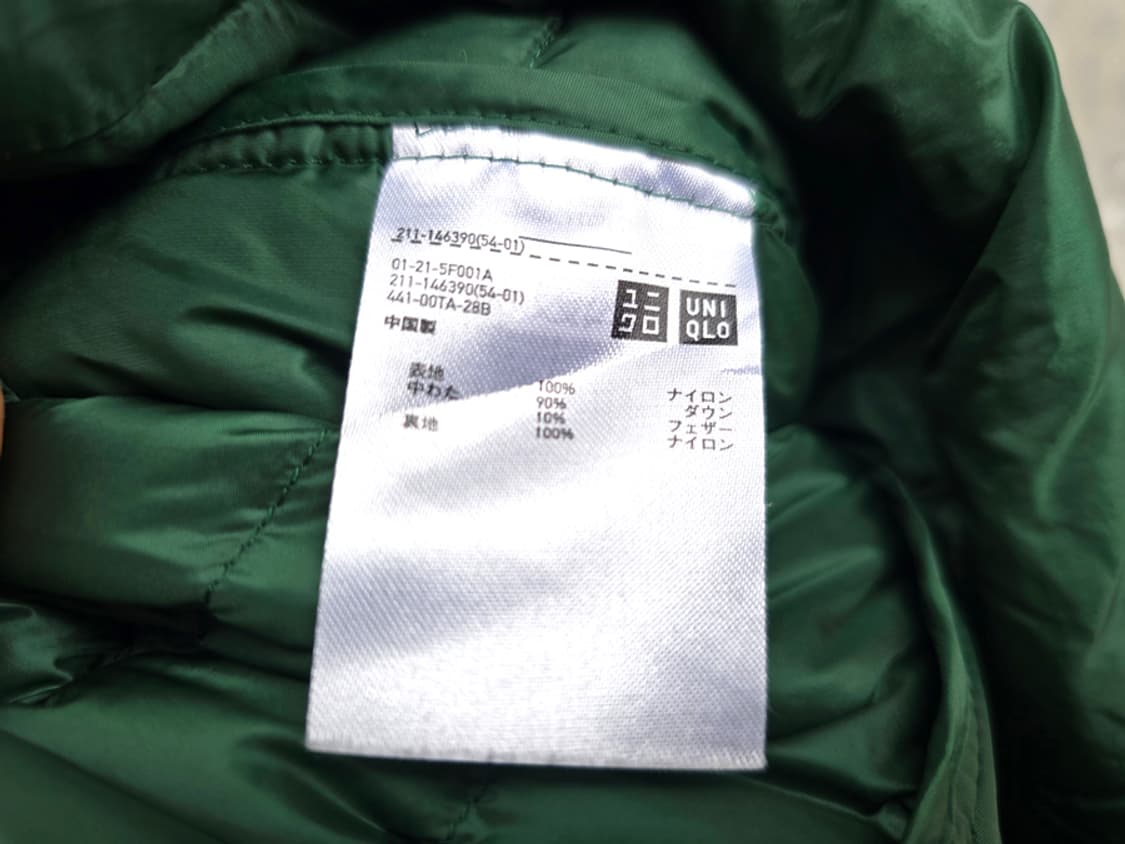 211-146390(54-01)
01-21-5F001A
211-146390(54-01)
441-00TA-28B
中国製
ユニ
クロ
UNI
QLO
表地 100% ナイロン
中わた 90% ダウン
10% フェザー
裏地 100% ナイロン